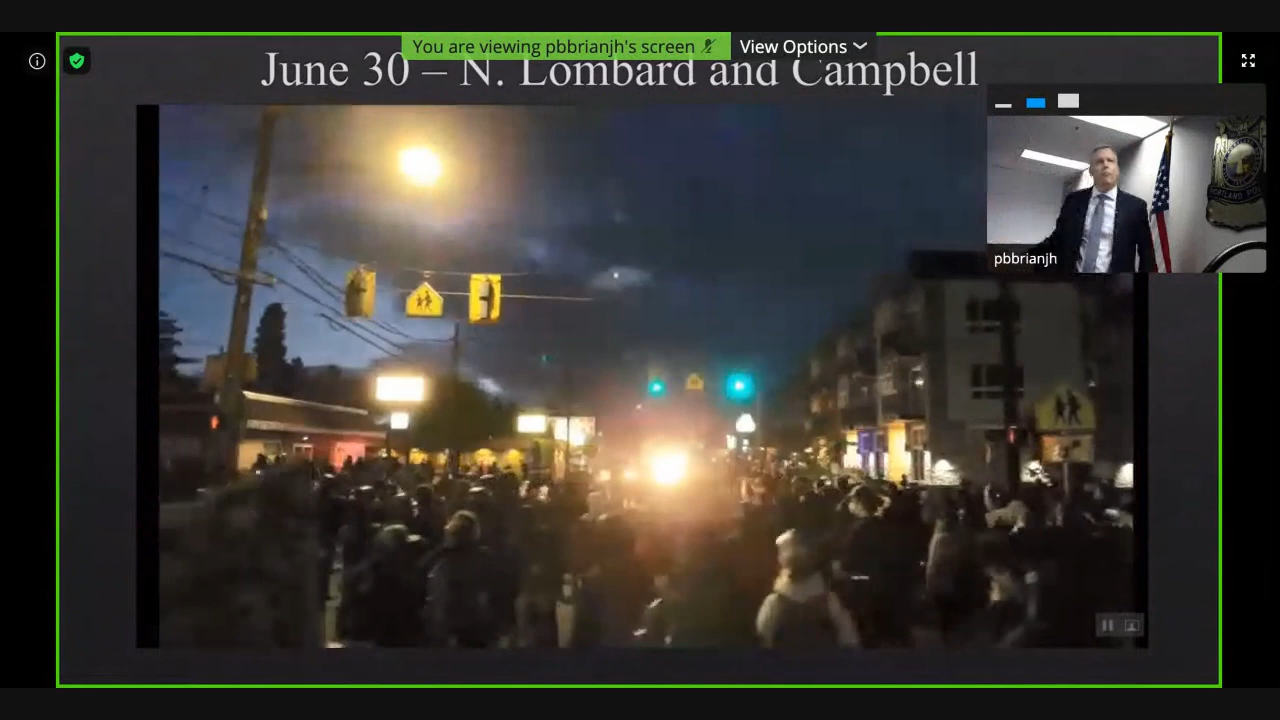 You are viewing pbbrianjh's screen
View Options
June 30 – N. Lombard and Campbell
pbbrianjh